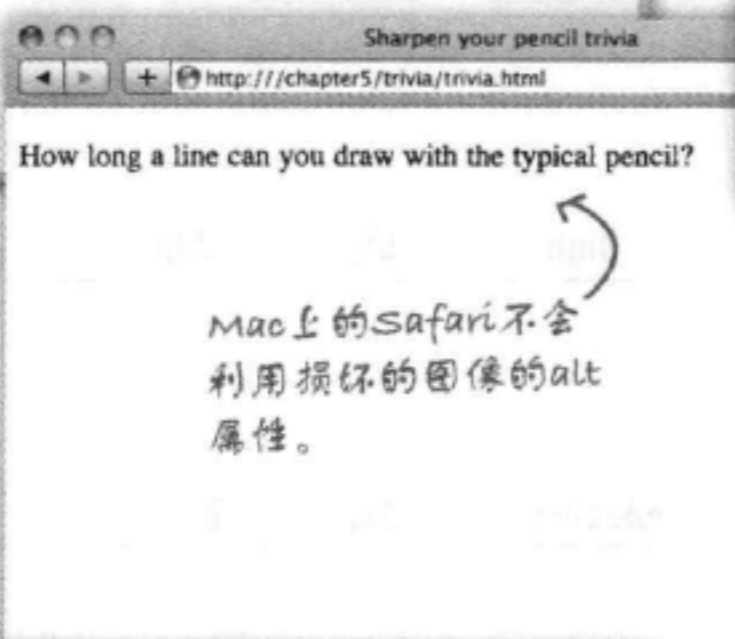 Sharpen your pencil trivia
http:///chapter5/trivia/trivia.html
How long a line can you draw with the typical pencil?
Mac上的Safari不会
利用损坏的图像的alt
属性。